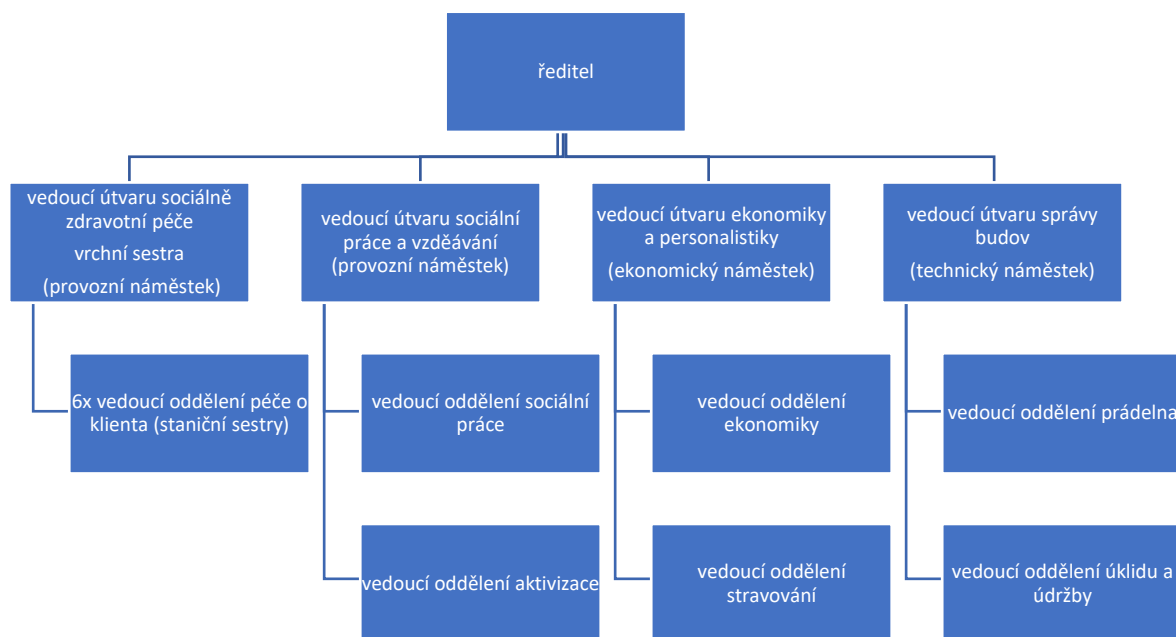 ředitel
vedoucí útvaru sociálně
zdravotní péče
vrchní sestra
(provozní náměstek)
vedoucí útvaru sociální
práce a vzděávání
(provozní náměstek)
vedoucí útvaru ekonomiky
a personalistiky
(ekonomický náměstek)
vedoucí útvaru správy
budov
(technický náměstek)
6x vedoucí oddělení péče o
klienta (staniční sestry)
vedoucí oddělení sociální
práce
vedoucí oddělení
ekonomiky
vedoucí oddělení prádelna
vedoucí oddělení aktivizace
vedoucí oddělení
stravování
vedoucí oddělení úklidu a
údržby